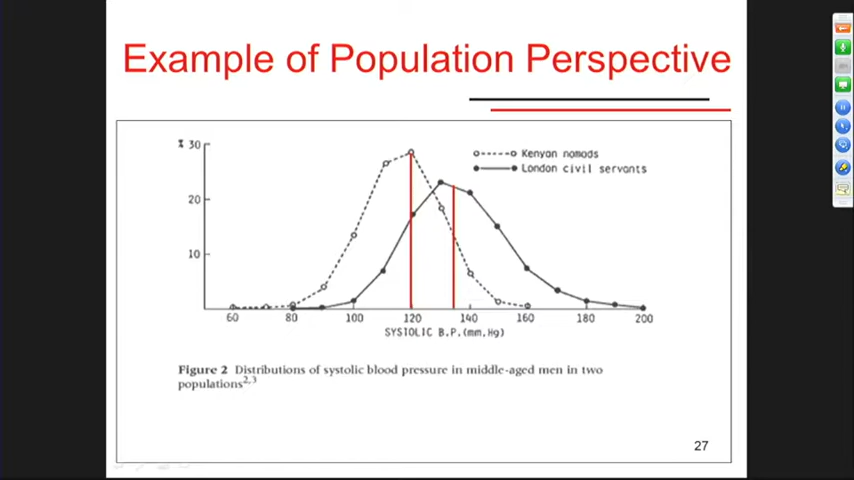 Example of Population Perspective
% 30
Kenyan nomads
London civil servants
20
10
60 80 100 120 140 160 180 200
SYSTOLIC B.P.(mm.Hg)
Figure 2 Distributions of systolic blood pressure in middle-aged men in two
populations2,3
27